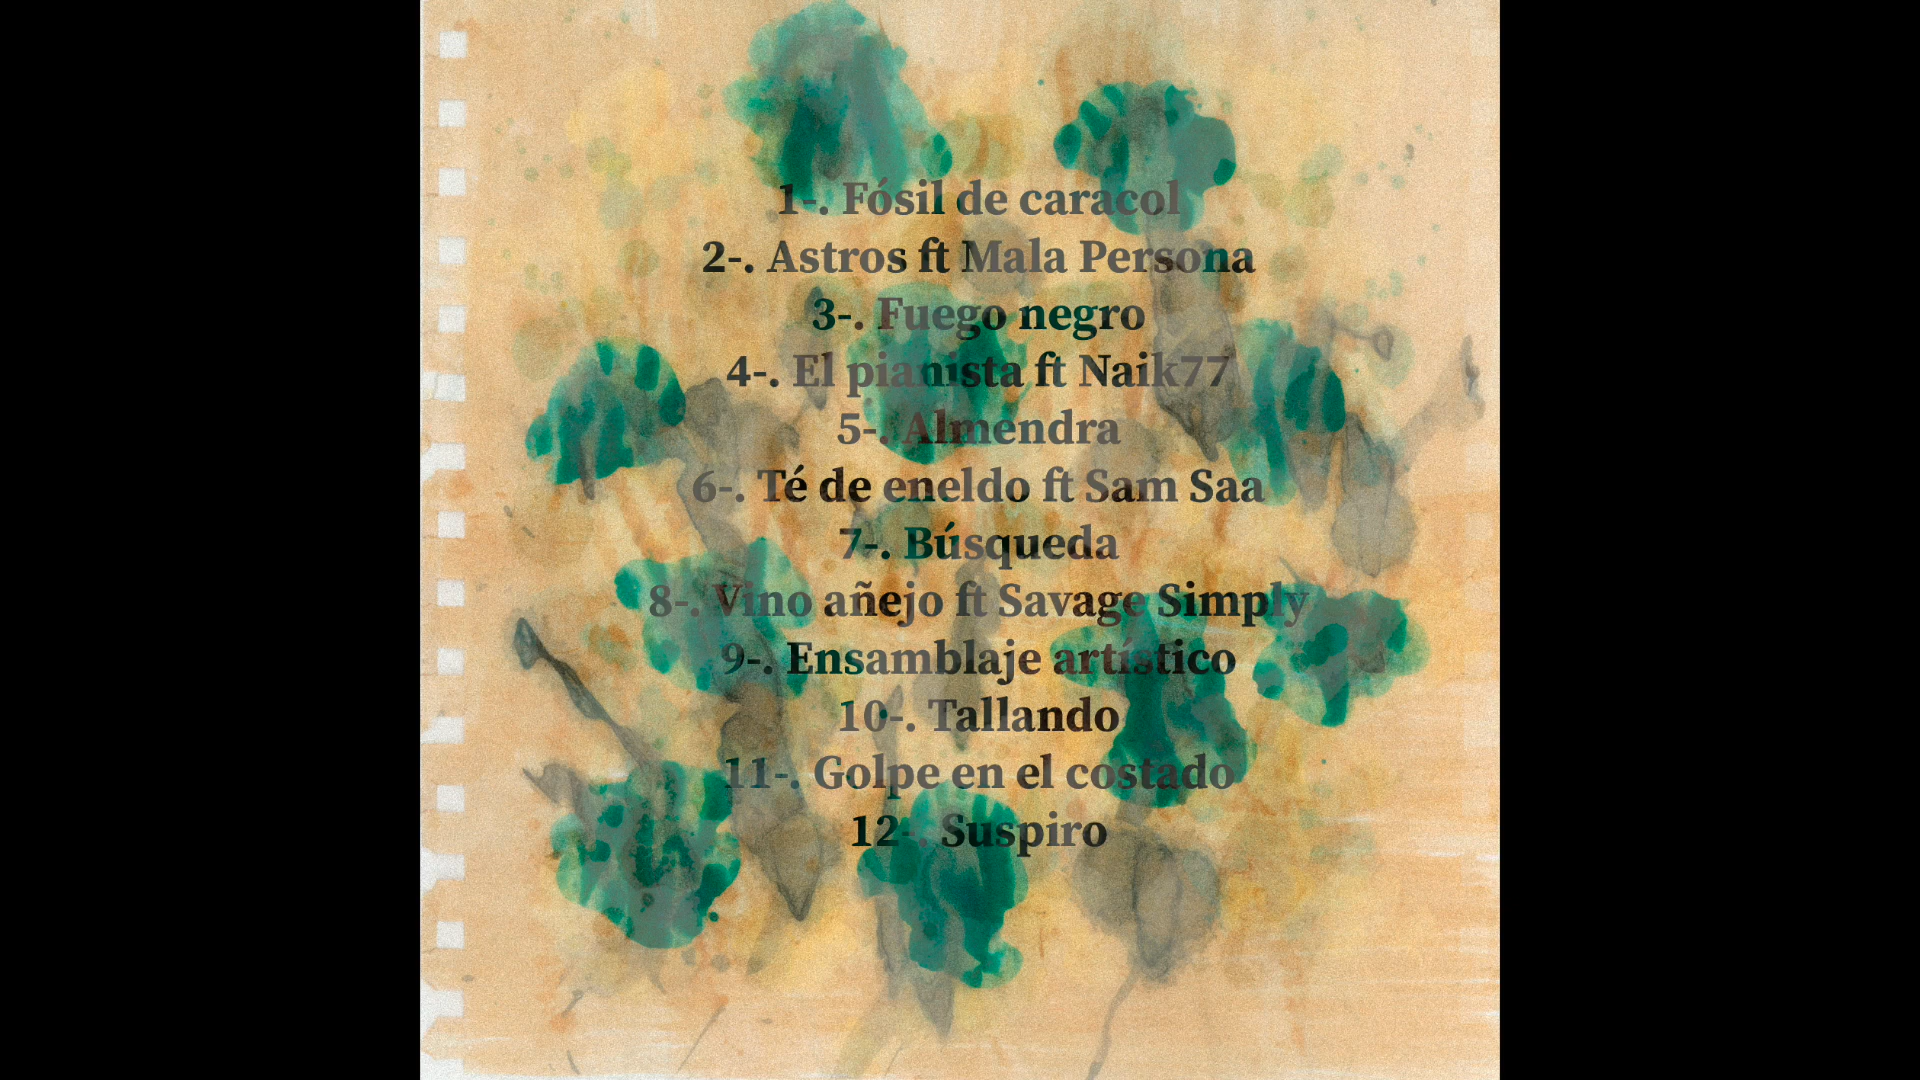 1-. Fósil de caracol
2-. Astros ft Mala Persona
3-. Fuego negro
4-. El pianista ft Naik77
5-. Almendra
6-. Té de eneldo ft Sam Saa
7-. Búsqueda
8-. Vino añejo ft Savage Simply
9-. Ensamblaje artístico
10-. Tallando
11-. Golpe en el costado
12-. Suspiro